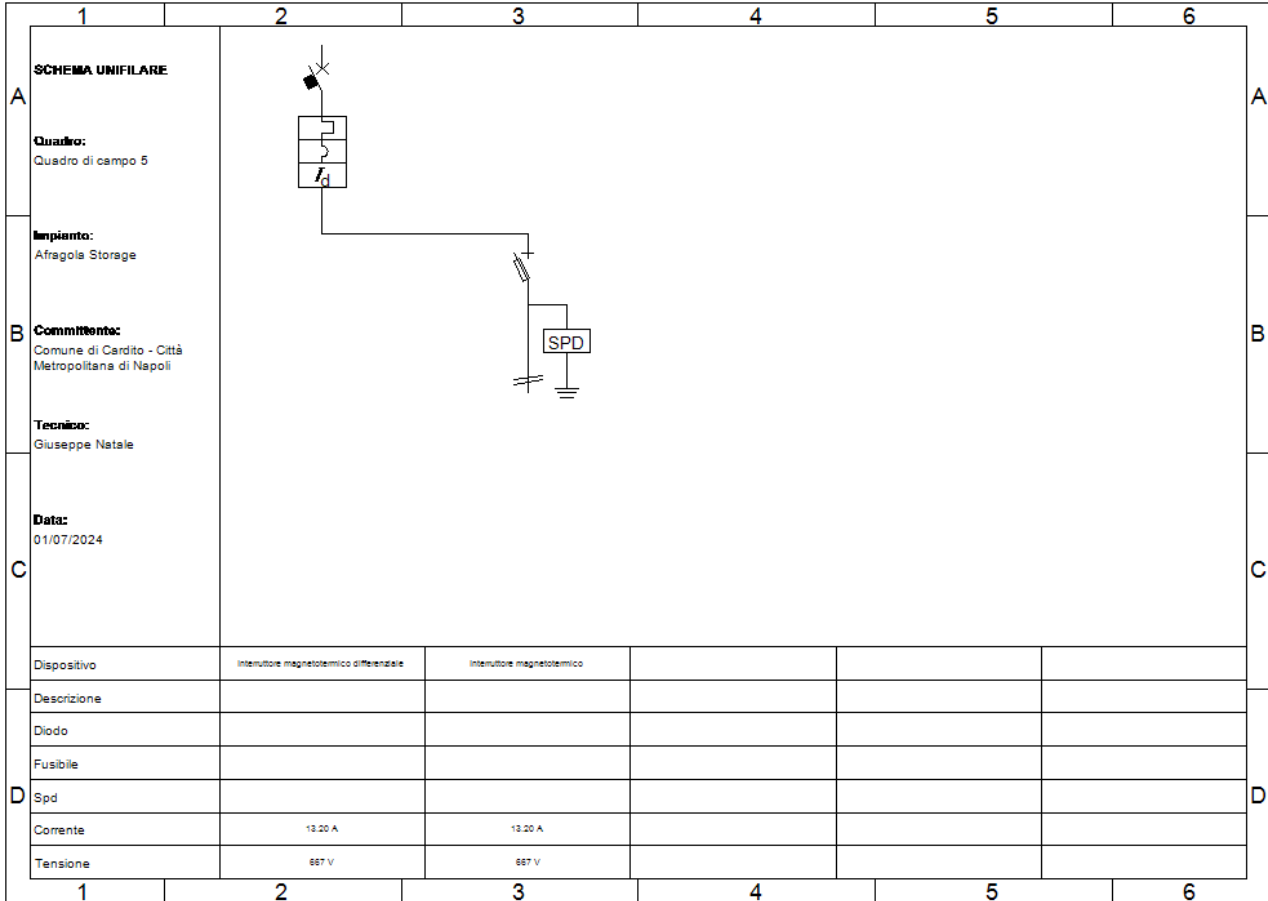 1 2 3 4 5 6
A A
SCHEMA UNIFILARE
Quadro:
Quadro di campo 5
Id
Impianto:
Afragola Storage
B B
Committente:
Comune di Cardito - Città
Metropolitana di Napoli
SPD
Tecnico:
Giuseppe Natale
Data:
01/07/2024
C C
Dispositivo Interruttore magnetotermico differenziale Interruttore magnetotermico
Descrizione
Diodo
Fusibile
D Spd D
Corrente 13.20 A 13.20 A
Tensione 667 V 667 V
1 2 3 4 5 6